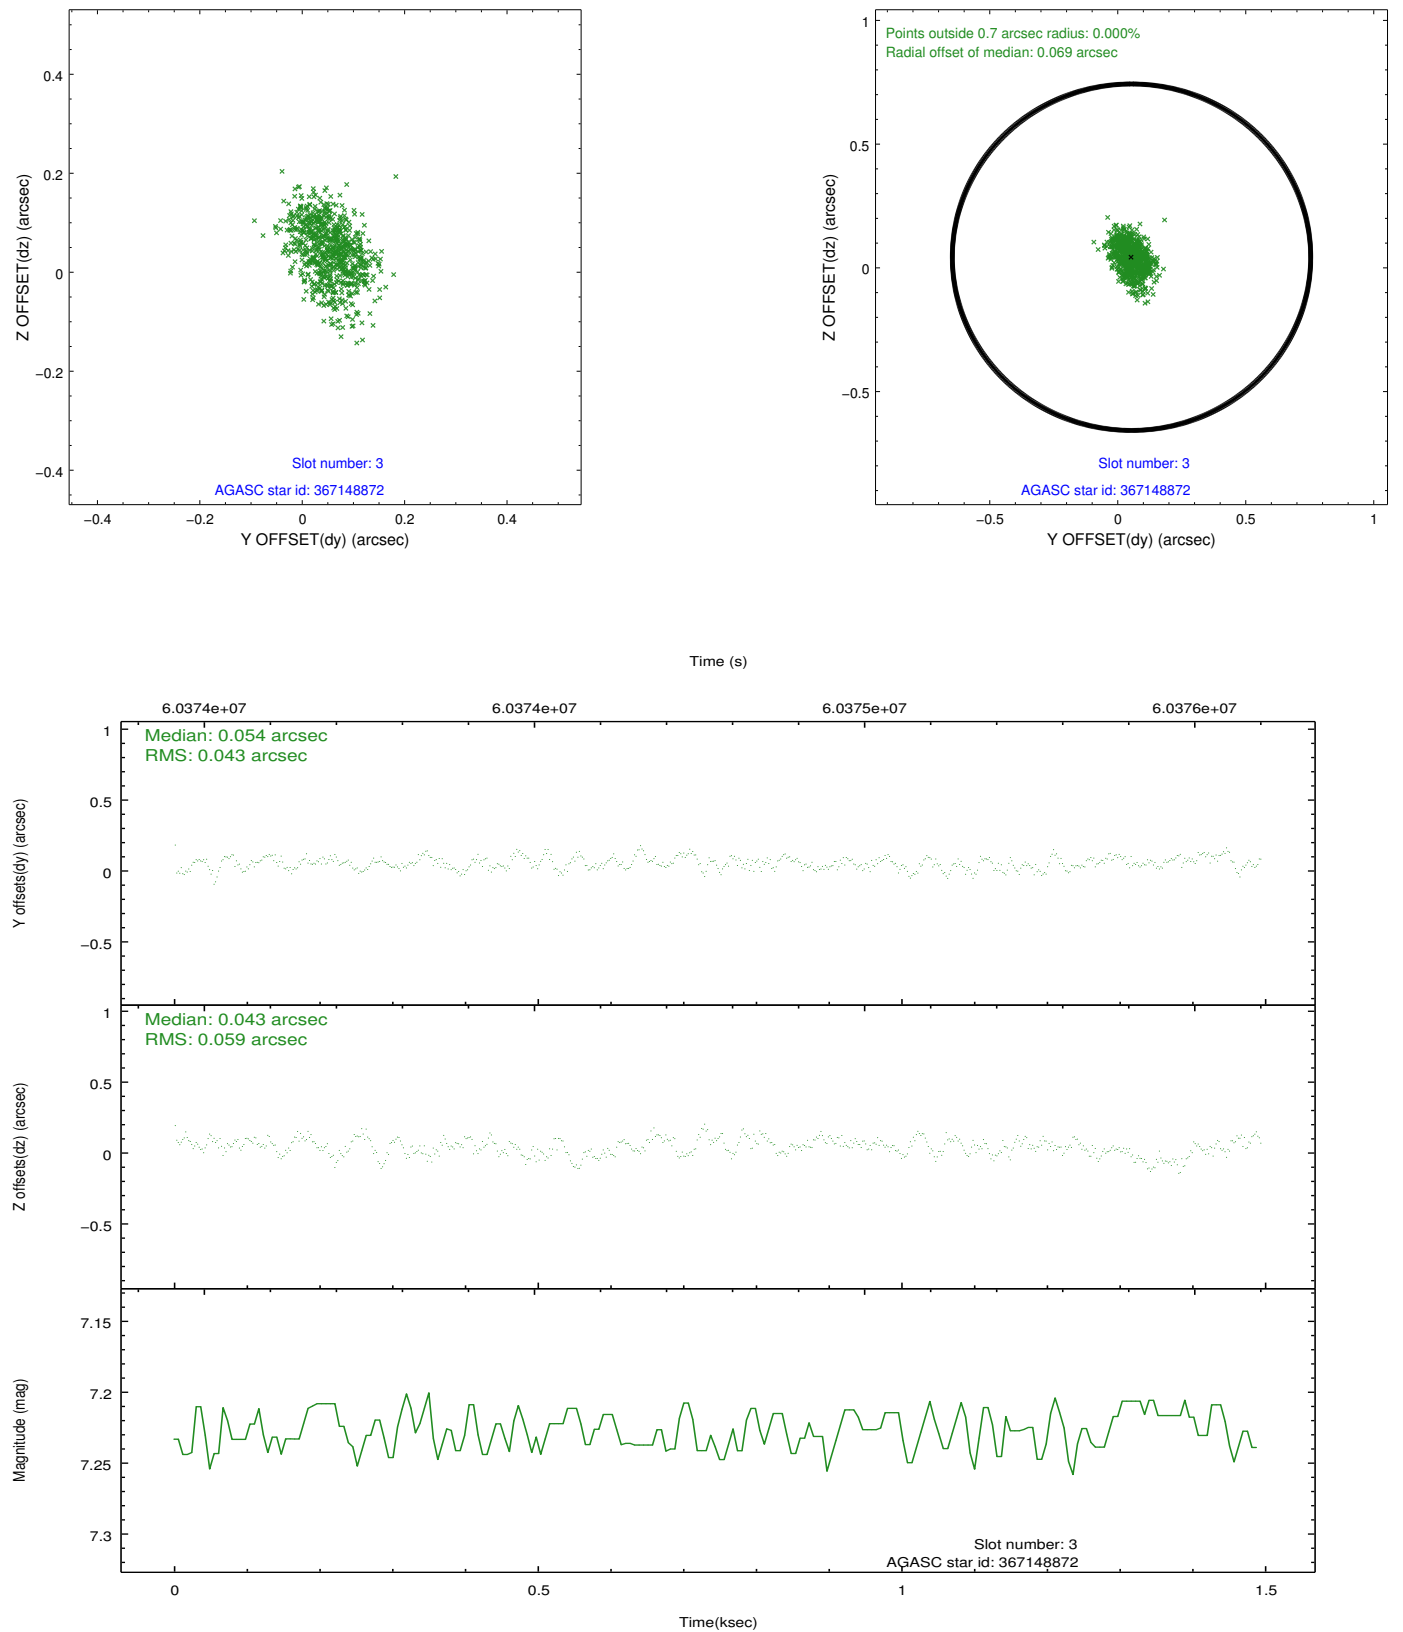 0.4
0.2
0
−0.2
−0.4
Z OFFSET(dz) (arcsec)
Slot number: 3
AGASC star id: 367148872
−0.4 −0.2 0 0.2 0.4
Y OFFSET(dy) (arcsec)
Points outside 0.7 arcsec radius: 0.000%
Radial offset of median: 0.069 arcsec
1
0.5
0
−0.5
Z OFFSET(dz) (arcsec)
Slot number: 3
AGASC star id: 367148872
−0.5 0 0.5 1
Y OFFSET(dy) (arcsec)
Time (s)
6.0374e+07 6.0374e+07 6.0375e+07 6.0376e+07
Median: 0.054 arcsec
RMS: 0.043 arcsec
1
0.5
0
−0.5
Y offsets(dy) (arcsec)
Median: 0.043 arcsec
RMS: 0.059 arcsec
1
0.5
0
−0.5
Z offsets(dz) (arcsec)
7.15
7.2
7.25
7.3
Magnitude (mag)
Slot number: 3
AGASC star id: 367148872
0 0.5 1 1.5
Time(ksec)